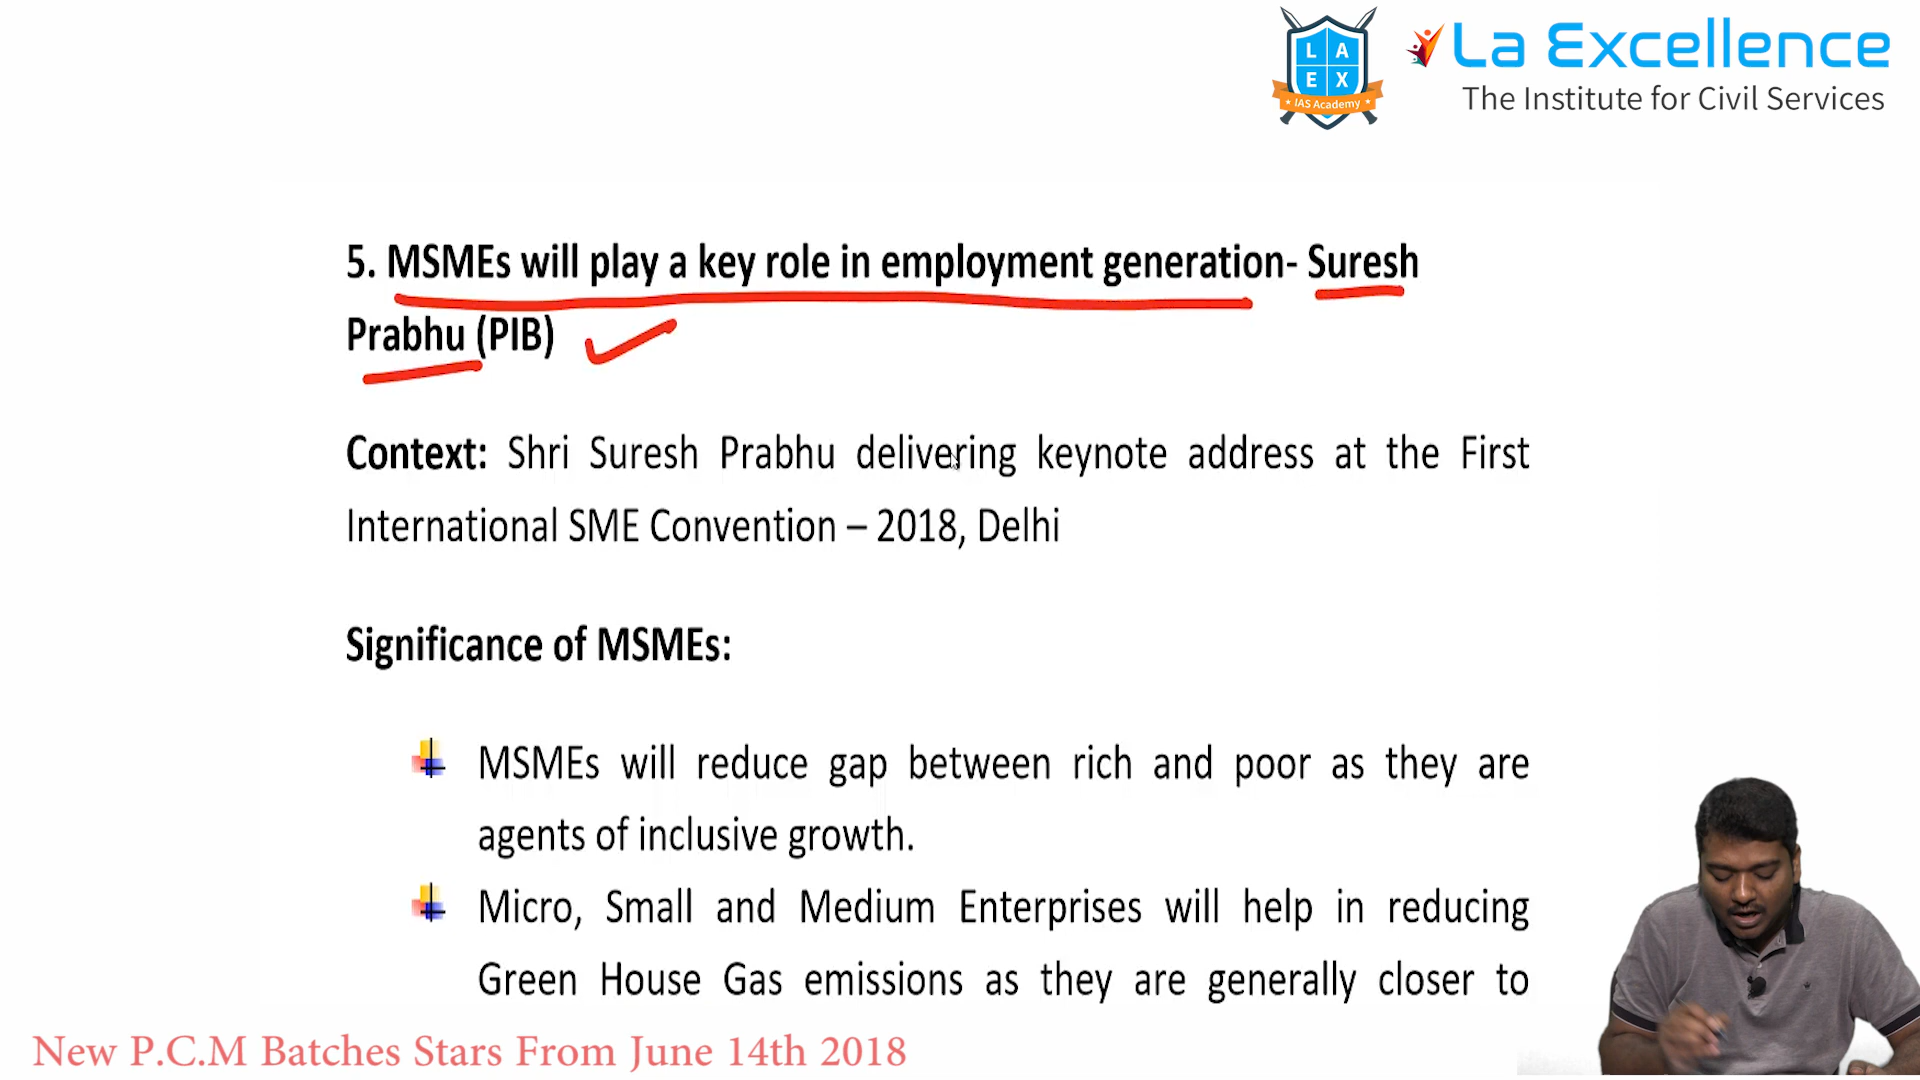 L A
E X
IAS Academy
La Excellence
The Institute for Civil Services
5. MSMEs will play a key role in employment generation- Suresh
Prabhu (PIB)
Context: Shri Suresh Prabhu delivering keynote address at the First
International SME Convention – 2018, Delhi
Significance of MSMEs:
MSMEs will reduce gap between rich and poor as they are
agents of inclusive growth.
Micro, Small and Medium Enterprises will help in reducing
Green House Gas emissions as they are generally closer to
New P.C.M Batches Stars From June 14th 2018